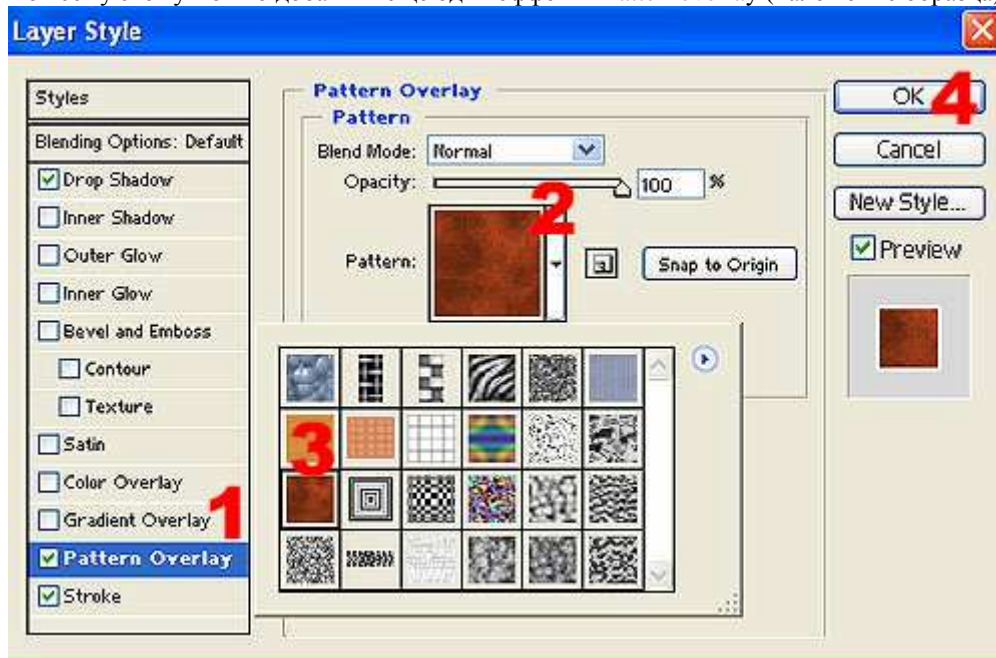 Layer Style
Styles
Blending Options: Default
Drop Shadow
Inner Shadow
Outer Glow
Inner Glow
Bevel and Emboss
Contour
Texture
Satin
Color Overlay
Gradient Overlay
1
Pattern Overlay
Stroke
Pattern Overlay
Pattern
Blend Mode: Normal
Opacity: 100 %
2
Pattern:
Snap to Origin
3
OK 4
Cancel
New Style...
Preview